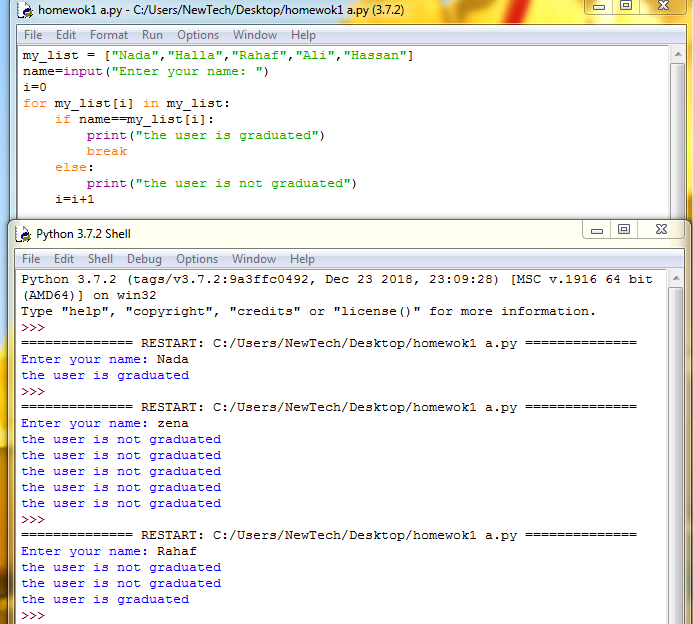 homewok1 a.py - C:/Users/NewTech/Desktop/homewok1 a.py (3.7.2)
File Edit Format Run Options Window Help
my_list = ["Nada","Halla","Rahaf","Ali","Hassan"]
name=input("Enter your name: ")
i=0
for my_list[i] in my_list:
    if name==my_list[i]:
        print("the user is graduated")
        break
    else:
        print("the user is not graduated")
    i=i+1
Python 3.7.2 Shell
File Edit Shell Debug Options Window Help
Python 3.7.2 (tags/v3.7.2:9a3ffc0492, Dec 23 2018, 23:09:28) [MSC v.1916 64 bit
(AMD64)] on win32
Type "help", "copyright", "credits" or "license()" for more information.
>>>
============== RESTART: C:/Users/NewTech/Desktop/homewok1 a.py ==============
Enter your name: Nada
the user is graduated
>>>
============== RESTART: C:/Users/NewTech/Desktop/homewok1 a.py ==============
Enter your name: zena
the user is not graduated
the user is not graduated
the user is not graduated
the user is not graduated
the user is not graduated
>>>
============== RESTART: C:/Users/NewTech/Desktop/homewok1 a.py ==============
Enter your name: Rahaf
the user is not graduated
the user is not graduated
the user is graduated
>>>